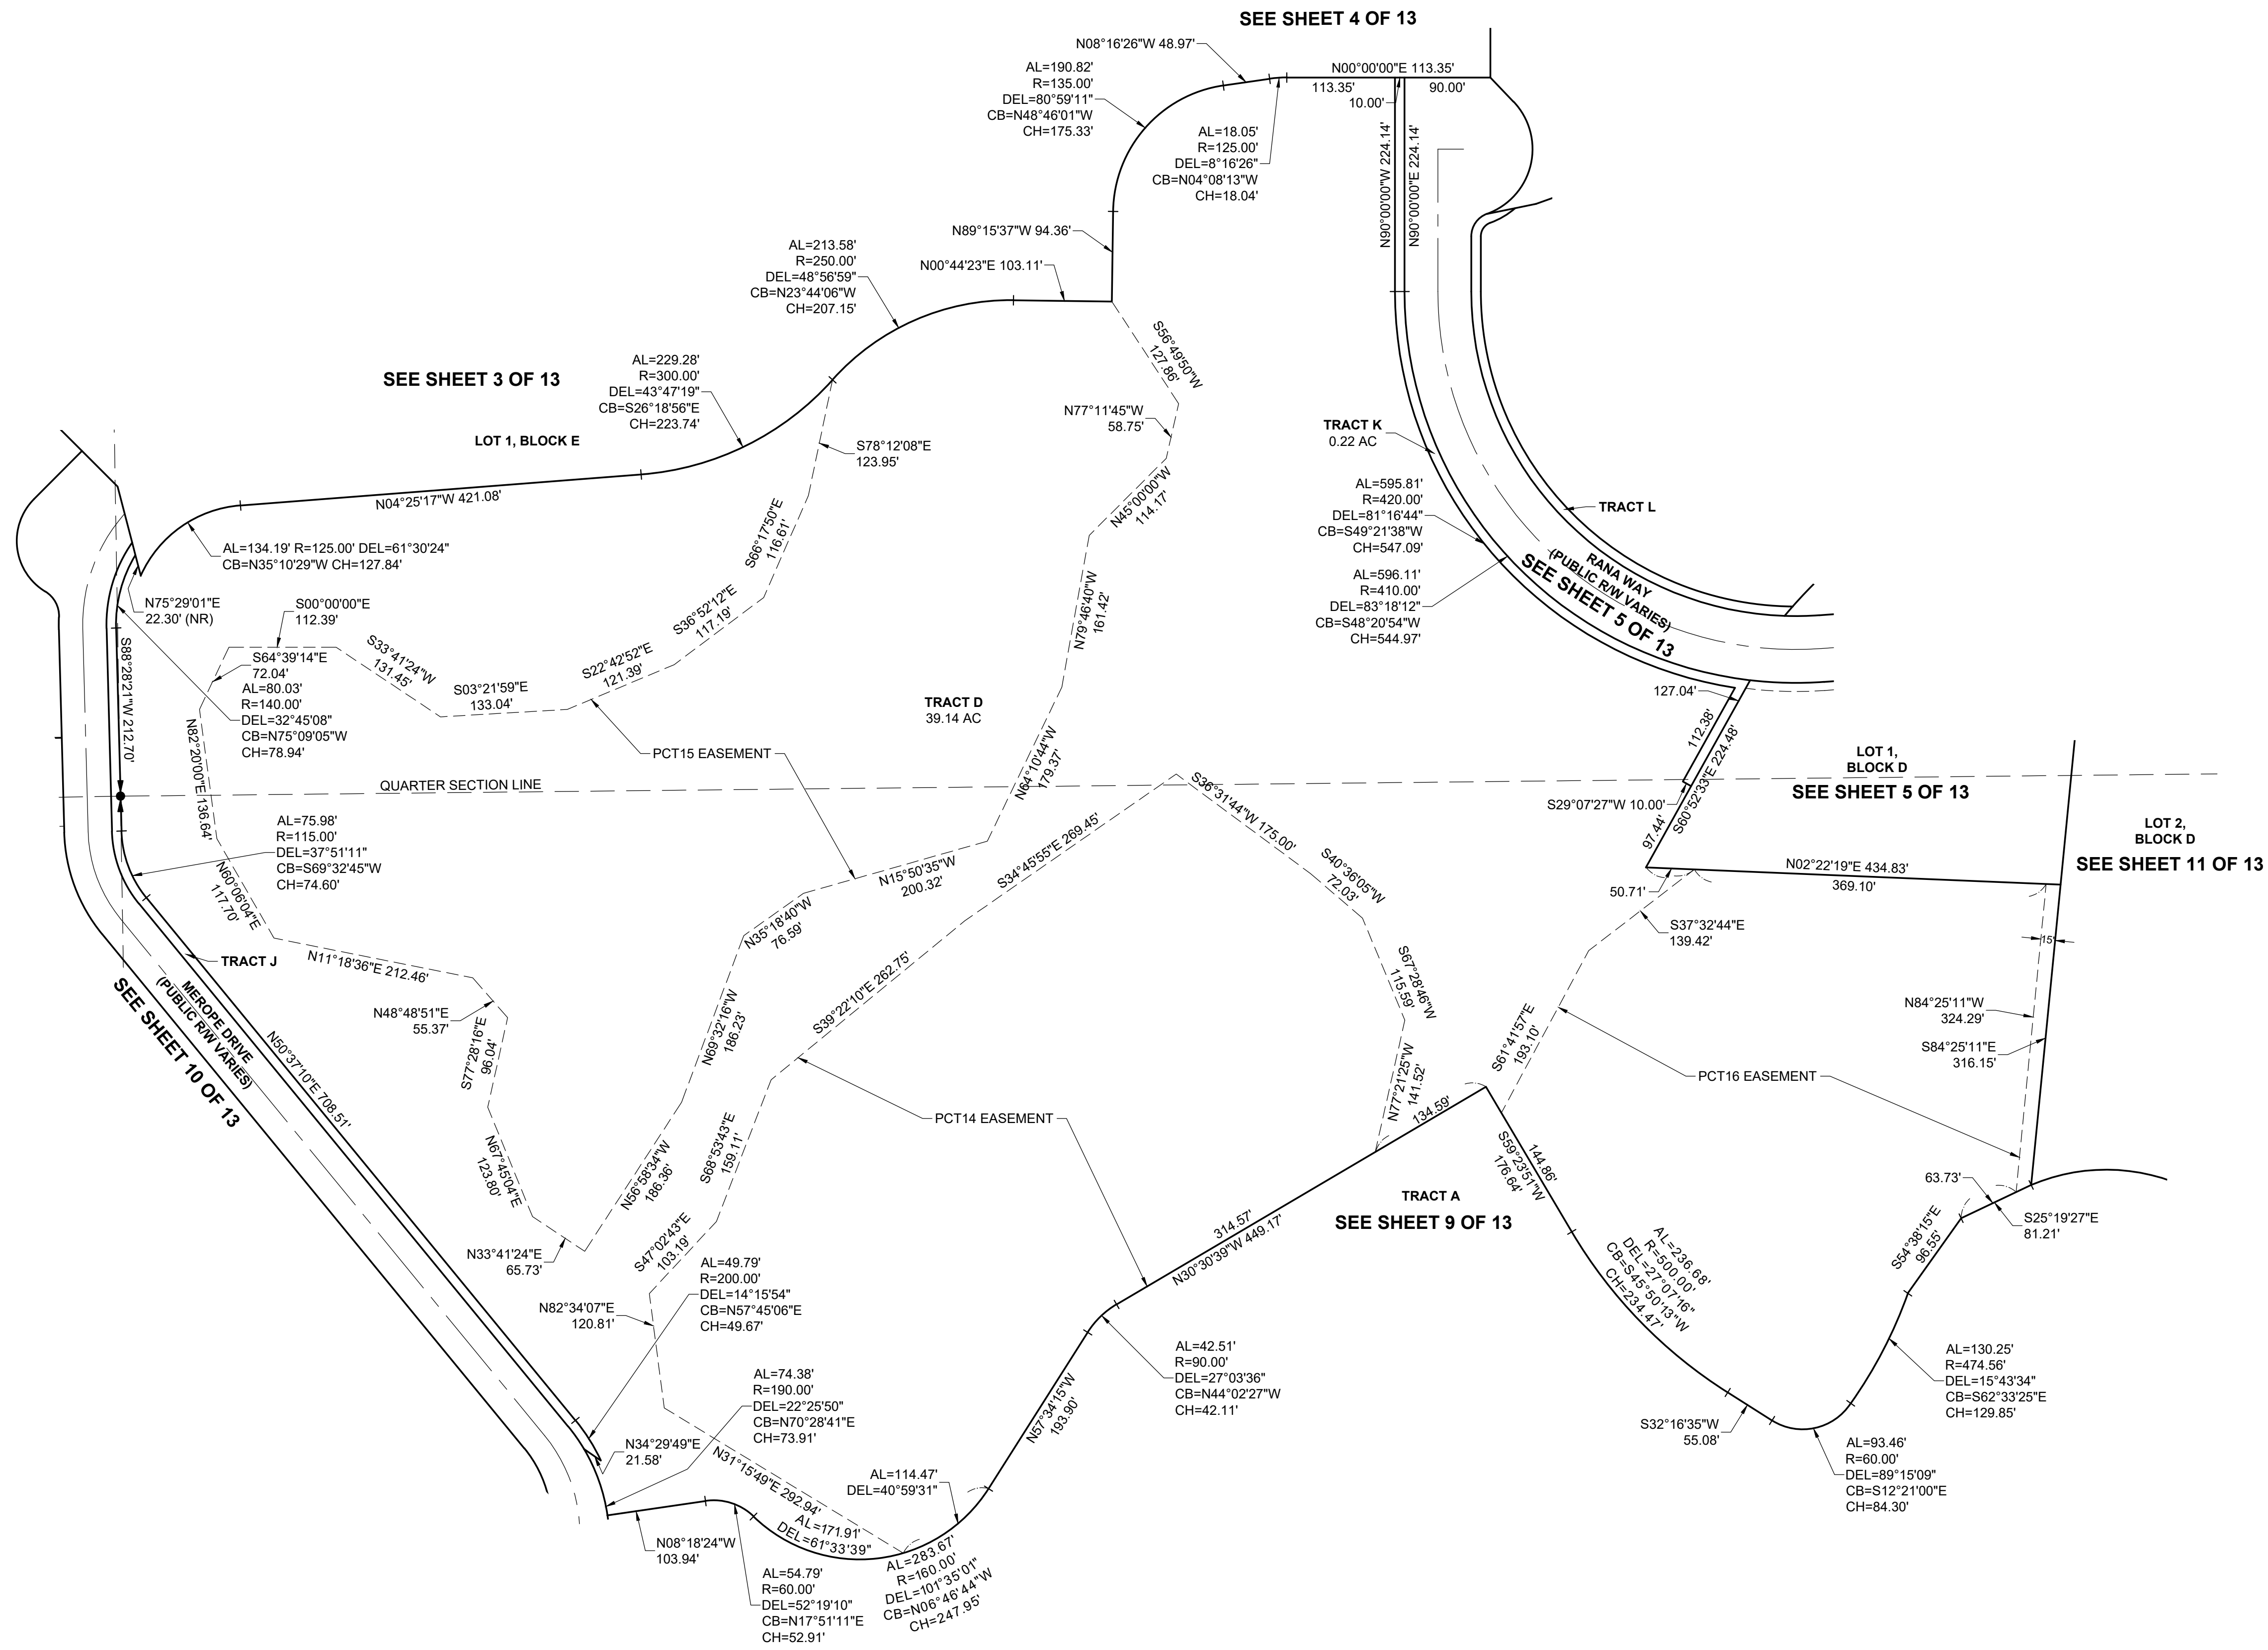 SEE SHEET 4 OF 13
N08°16'26"W 48.97'
AL=190.82'
R=135.00'
DEL=80°59'11"
CB=N48°46'01"W
CH=175.33'
N00°00'00"E 113.35'
113.35'
90.00'
10.00'
AL=18.05'
R=125.00'
DEL=8°16'26"
CB=N04°08'13"W
CH=18.04'
N90°00'00"W 224.14'
N90°00'00"E 224.14'
N89°15'37"W 94.36'
N00°44'23"E 103.11'
AL=213.58'
R=250.00'
DEL=48°56'59"
CB=N23°44'06"W
CH=207.15'
AL=229.28'
R=300.00'
DEL=43°47'19"
CB=S26°18'56"E
CH=223.74'
SEE SHEET 3 OF 13
LOT 1, BLOCK E
S56°49'50"W
127.86'
N77°11'45"W
58.75'
S78°12'08"E
123.95'
TRACT K
0.22 AC
N04°25'17"W 421.08'
S66°17'50"E
116.61'
N45°00'00"W
114.17'
AL=595.81'
R=420.00'
DEL=81°16'44"
CB=S49°21'38"W
CH=547.09'
TRACT L
AL=134.19' R=125.00' DEL=61°30'24"
CB=N35°10'29"W CH=127.84'
RANA WAY
(PUBLIC R/W VARIES)
SEE SHEET 5 OF 13
AL=596.11'
R=410.00'
DEL=83°18'12"
CB=S48°20'54"W
CH=544.97'
N75°29'01"E
22.30' (NR)
S00°00'00"E
112.39'
S36°52'12"E
117.19'
N79°46'40"W
161.42'
S88°28'21"W 212.70'
S64°39'14"E
72.04'
S33°41'24"W
131.45'
S22°42'52"E
121.39'
S03°21'59"E
133.04'
AL=80.03'
R=140.00'
DEL=32°45'08"
CB=N75°09'05"W
CH=78.94'
TRACT D
39.14 AC
127.04'
112.38'
S60°52'33"E 224.48'
N82°20'00"E 136.64'
PCT15 EASEMENT
N64°10'44"W
179.37'
LOT 1,
BLOCK D
SEE SHEET 5 OF 13
QUARTER SECTION LINE
S36°31'44"W 175.00'
S29°07'27"W 10.00'
97.44'
LOT 2,
BLOCK D
SEE SHEET 11 OF 13
AL=75.98'
R=115.00'
DEL=37°51'11"
CB=S69°32'45"W
CH=74.60'
N60°06'04"E
117.70'
S34°45'55"E 269.45'
N15°50'35"W
200.32'
S40°36'05"W
72.03'
N02°22'19"E 434.83'
369.10'
50.71'
N35°18'40"W
76.59'
S37°32'44"E
139.42'
15'
TRACT J
N11°18'36"E 212.46'
S39°22'10"E 262.75'
S67°28'46"W
115.59'
MEROPE DRIVE
(PUBLIC R/W VARIES)
SEE SHEET 10 OF 13
N48°48'51"E
55.37'
N50°37'10"E 708.51'
S77°28'16"E
96.04'
N69°32'16"W
186.23'
S61°41'57"E
193.10'
N84°25'11"W
324.29'
S84°25'11"E
316.15'
PCT16 EASEMENT
N77°21'25"W
141.52'
PCT14 EASEMENT
134.59'
N67°45'04"E
123.80'
S68°53'43"E
159.11'
144.86'
S59°23'51"W
176.64'
N56°58'34"W
186.36'
TRACT A
SEE SHEET 9 OF 13
63.73'
S25°19'27"E
81.21'
314.57'
N30°30'39"W 449.17'
S54°38'15"E
96.55'
N33°41'24"E
65.73'
S47°02'43"E
103.19'
AL=49.79'
R=200.00'
DEL=14°15'54"
CB=N57°45'06"E
CH=49.67'
AL=236.68'
R=500.00'
DEL=27°07'16"
CB=S45°50'13"W
CH=234.47'
N82°34'07"E
120.81'
AL=42.51'
R=90.00'
DEL=27°03'36"
CB=N44°02'27"W
CH=42.11'
AL=130.25'
R=474.56'
DEL=15°43'34"
CB=S62°33'25"E
CH=129.85'
AL=74.38'
R=190.00'
DEL=22°25'50"
CB=N70°28'41"E
CH=73.91'
N57°34'15"W
193.90'
S32°16'35"W
55.08'
N34°29'49"E
21.58'
N31°15'49"E 292.94'
AL=114.47'
DEL=40°59'31"
AL=93.46'
R=60.00'
DEL=89°15'09"
CB=S12°21'00"E
CH=84.30'
AL=171.91'
DEL=61°33'39"
N08°18'24"W
103.94'
AL=283.67'
R=160.00'
DEL=101°35'01"
CB=N06°46'44"W
CH=247.95'
AL=54.79'
R=60.00'
DEL=52°19'10"
CB=N17°51'11"E
CH=52.91'